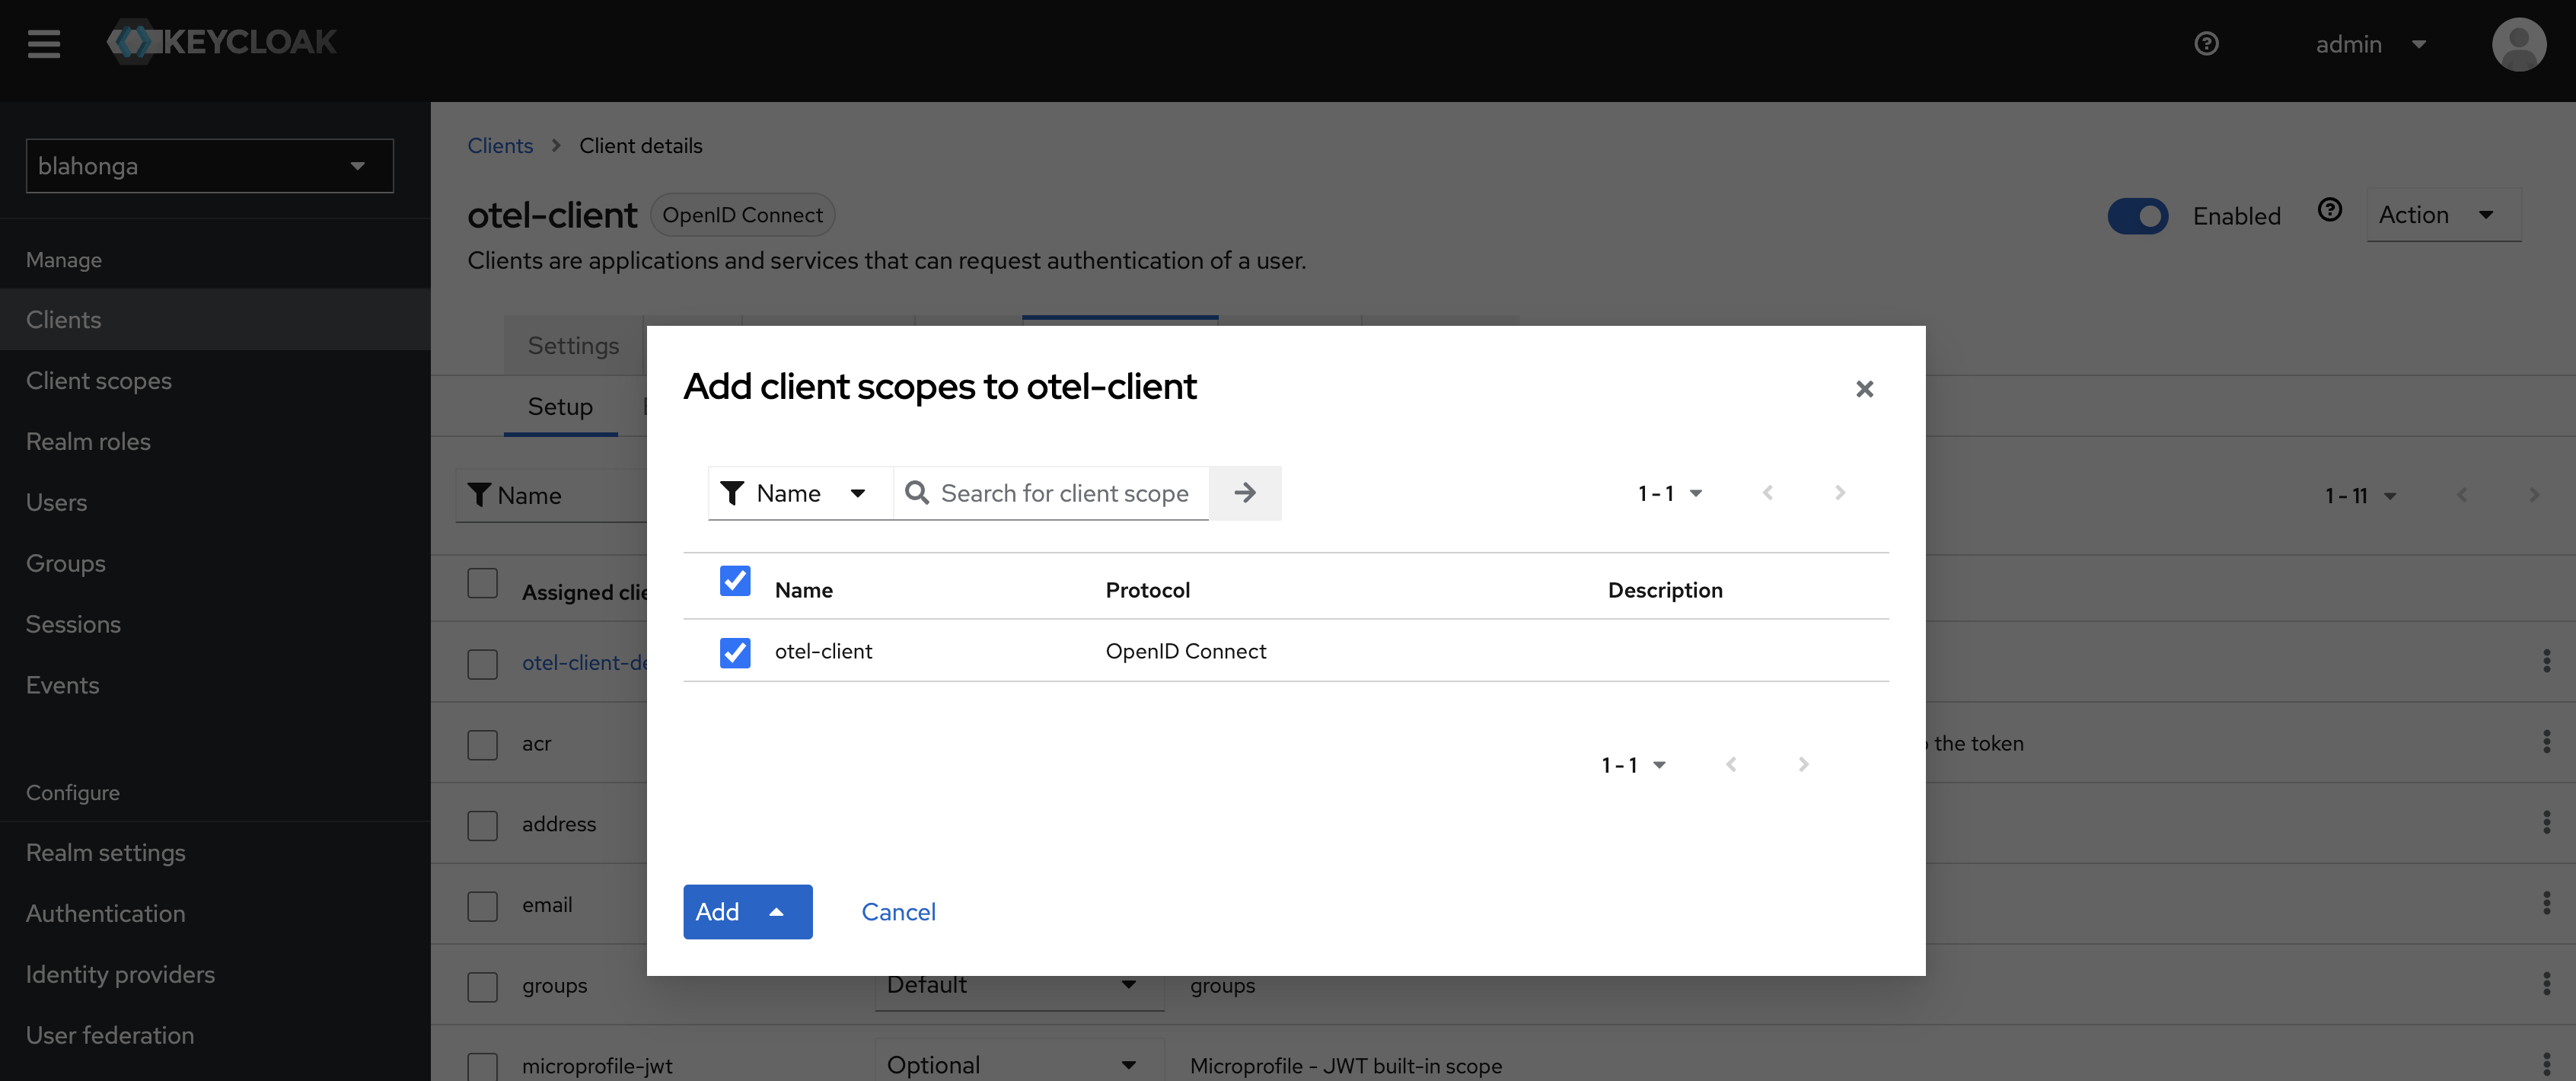 KEYCLOAK
admin
blahonga
Manage
Clients
Client scopes
Realm roles
Users
Groups
Sessions
Events
Configure
Realm settings
Authentication
Identity providers
User federation
Clients > Client details
otel-client OpenID Connect
Enabled Action
Clients are applications and services that can request authentication of a user.
Settings
Setup
Name
1 - 11
Assigned
acr
the token
address
email
groups Default groups
microprofile-jwt Optional Microprofile - JWT built-in scope
Add client scopes to otel-client
Name Search for client scope 1 - 1
Name Protocol Description
otel-client OpenID Connect
1 - 1
Add Cancel